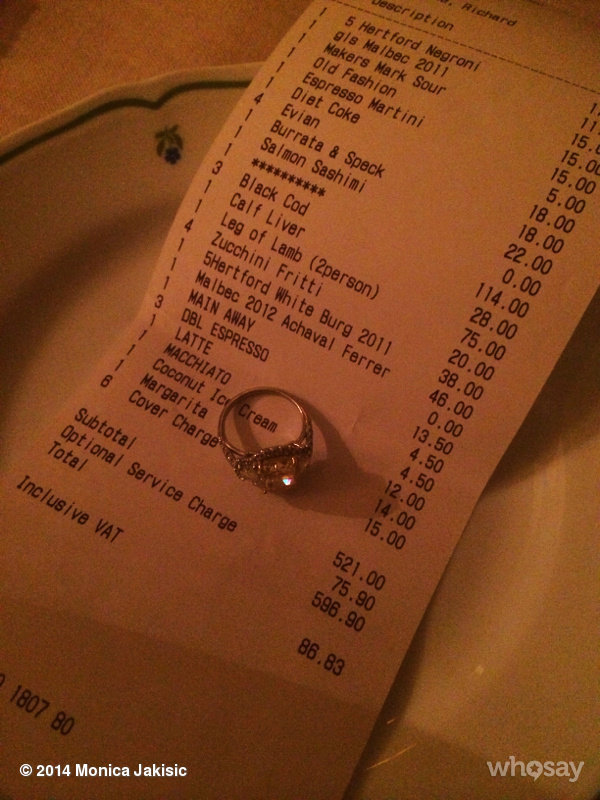 Richard
Description
1 5 Hertford Negroni
1 gls Malbec 2011 11.
1 Makers Mark Sour 15.0
1 Old Fashion 15.00
1 Espresso Martini 15.00
1 Diet Coke 5.00
4 Evian 18.00
1 Burrata & Speck 18.00
1 Salmon Sashimi 22.00
1 ********** 0.00
3 Black Cod 114.00
1 Calf Liver 28.00
1 Leg of Lamb (2person) 75.00
4 Zucchini Fritti 20.00
1 5Hertford White Burg 2011 38.00
1 Malbec 2012 Achaval Ferrer 46.00
1 MAIN AWAY 0.00
3 DBL ESPRESSO 13.50
1 LATTE 4.50
1 MACCHIATO 4.50
1 Coconut Ice Cream 12.00
1 Margarita 14.00
6 Cover Charge 15.00
Subtotal 521.00
Optional Service Charge 75.90
Total 596.90
Inclusive VAT 86.83
1807 80
© 2014 Monica Jakisic
whosay